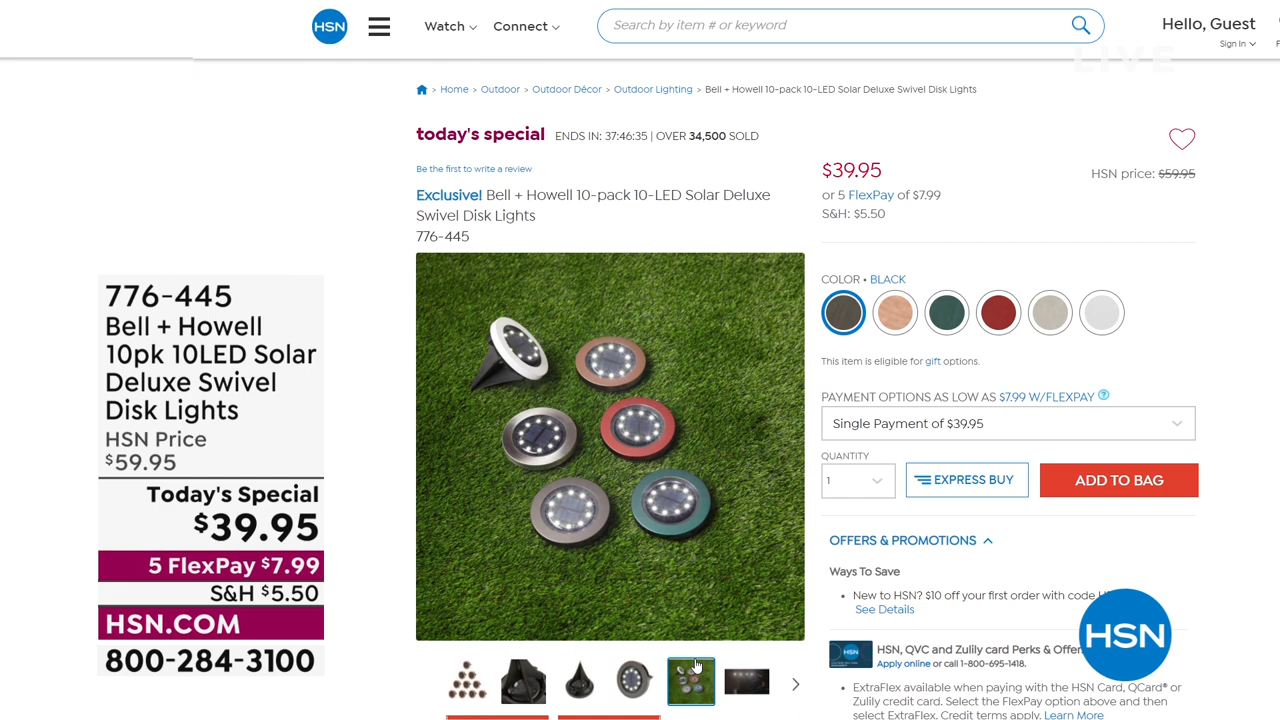 HSN
Watch
Connect
Search by item # or keyword
Hello, Guest
Sign In
LIVE
> Home > Outdoor > Outdoor Décor > Outdoor Lighting > Bell + Howell 10-pack 10-LED Solar Deluxe Swivel Disk Lights
today's special ENDS IN: 37:46:35 | OVER 34,500 SOLD
Be the first to write a review
Exclusive! Bell + Howell 10-pack 10-LED Solar Deluxe
Swivel Disk Lights
776-445
$39.95
HSN price: $59.95
or 5 FlexPay of $7.99
S&H: $5.50
COLOR • BLACK
This item is eligible for gift options.
PAYMENT OPTIONS AS LOW AS $7.99 W/FLEXPAY ?
Single Payment of $39.95
QUANTITY
1
EXPRESS BUY
ADD TO BAG
OFFERS & PROMOTIONS
Ways To Save
• New to HSN? $10 off your first order with code
See Details
HSN, QVC and Zulily card Perks & Offer
Apply online or call 1-800-695-1418.
• ExtraFlex available when paying with the HSN Card, QCard® or
Zulily credit card. Select the FlexPay option above and then
select ExtraFlex. Credit terms apply. Learn More
HSN
776-445
Bell + Howell
10pk 10LED Solar
Deluxe Swivel
Disk Lights
HSN Price
$59.95
Today's Special
$39.95
5 FlexPay $7.99
S&H $5.50
HSN.COM
800-284-3100